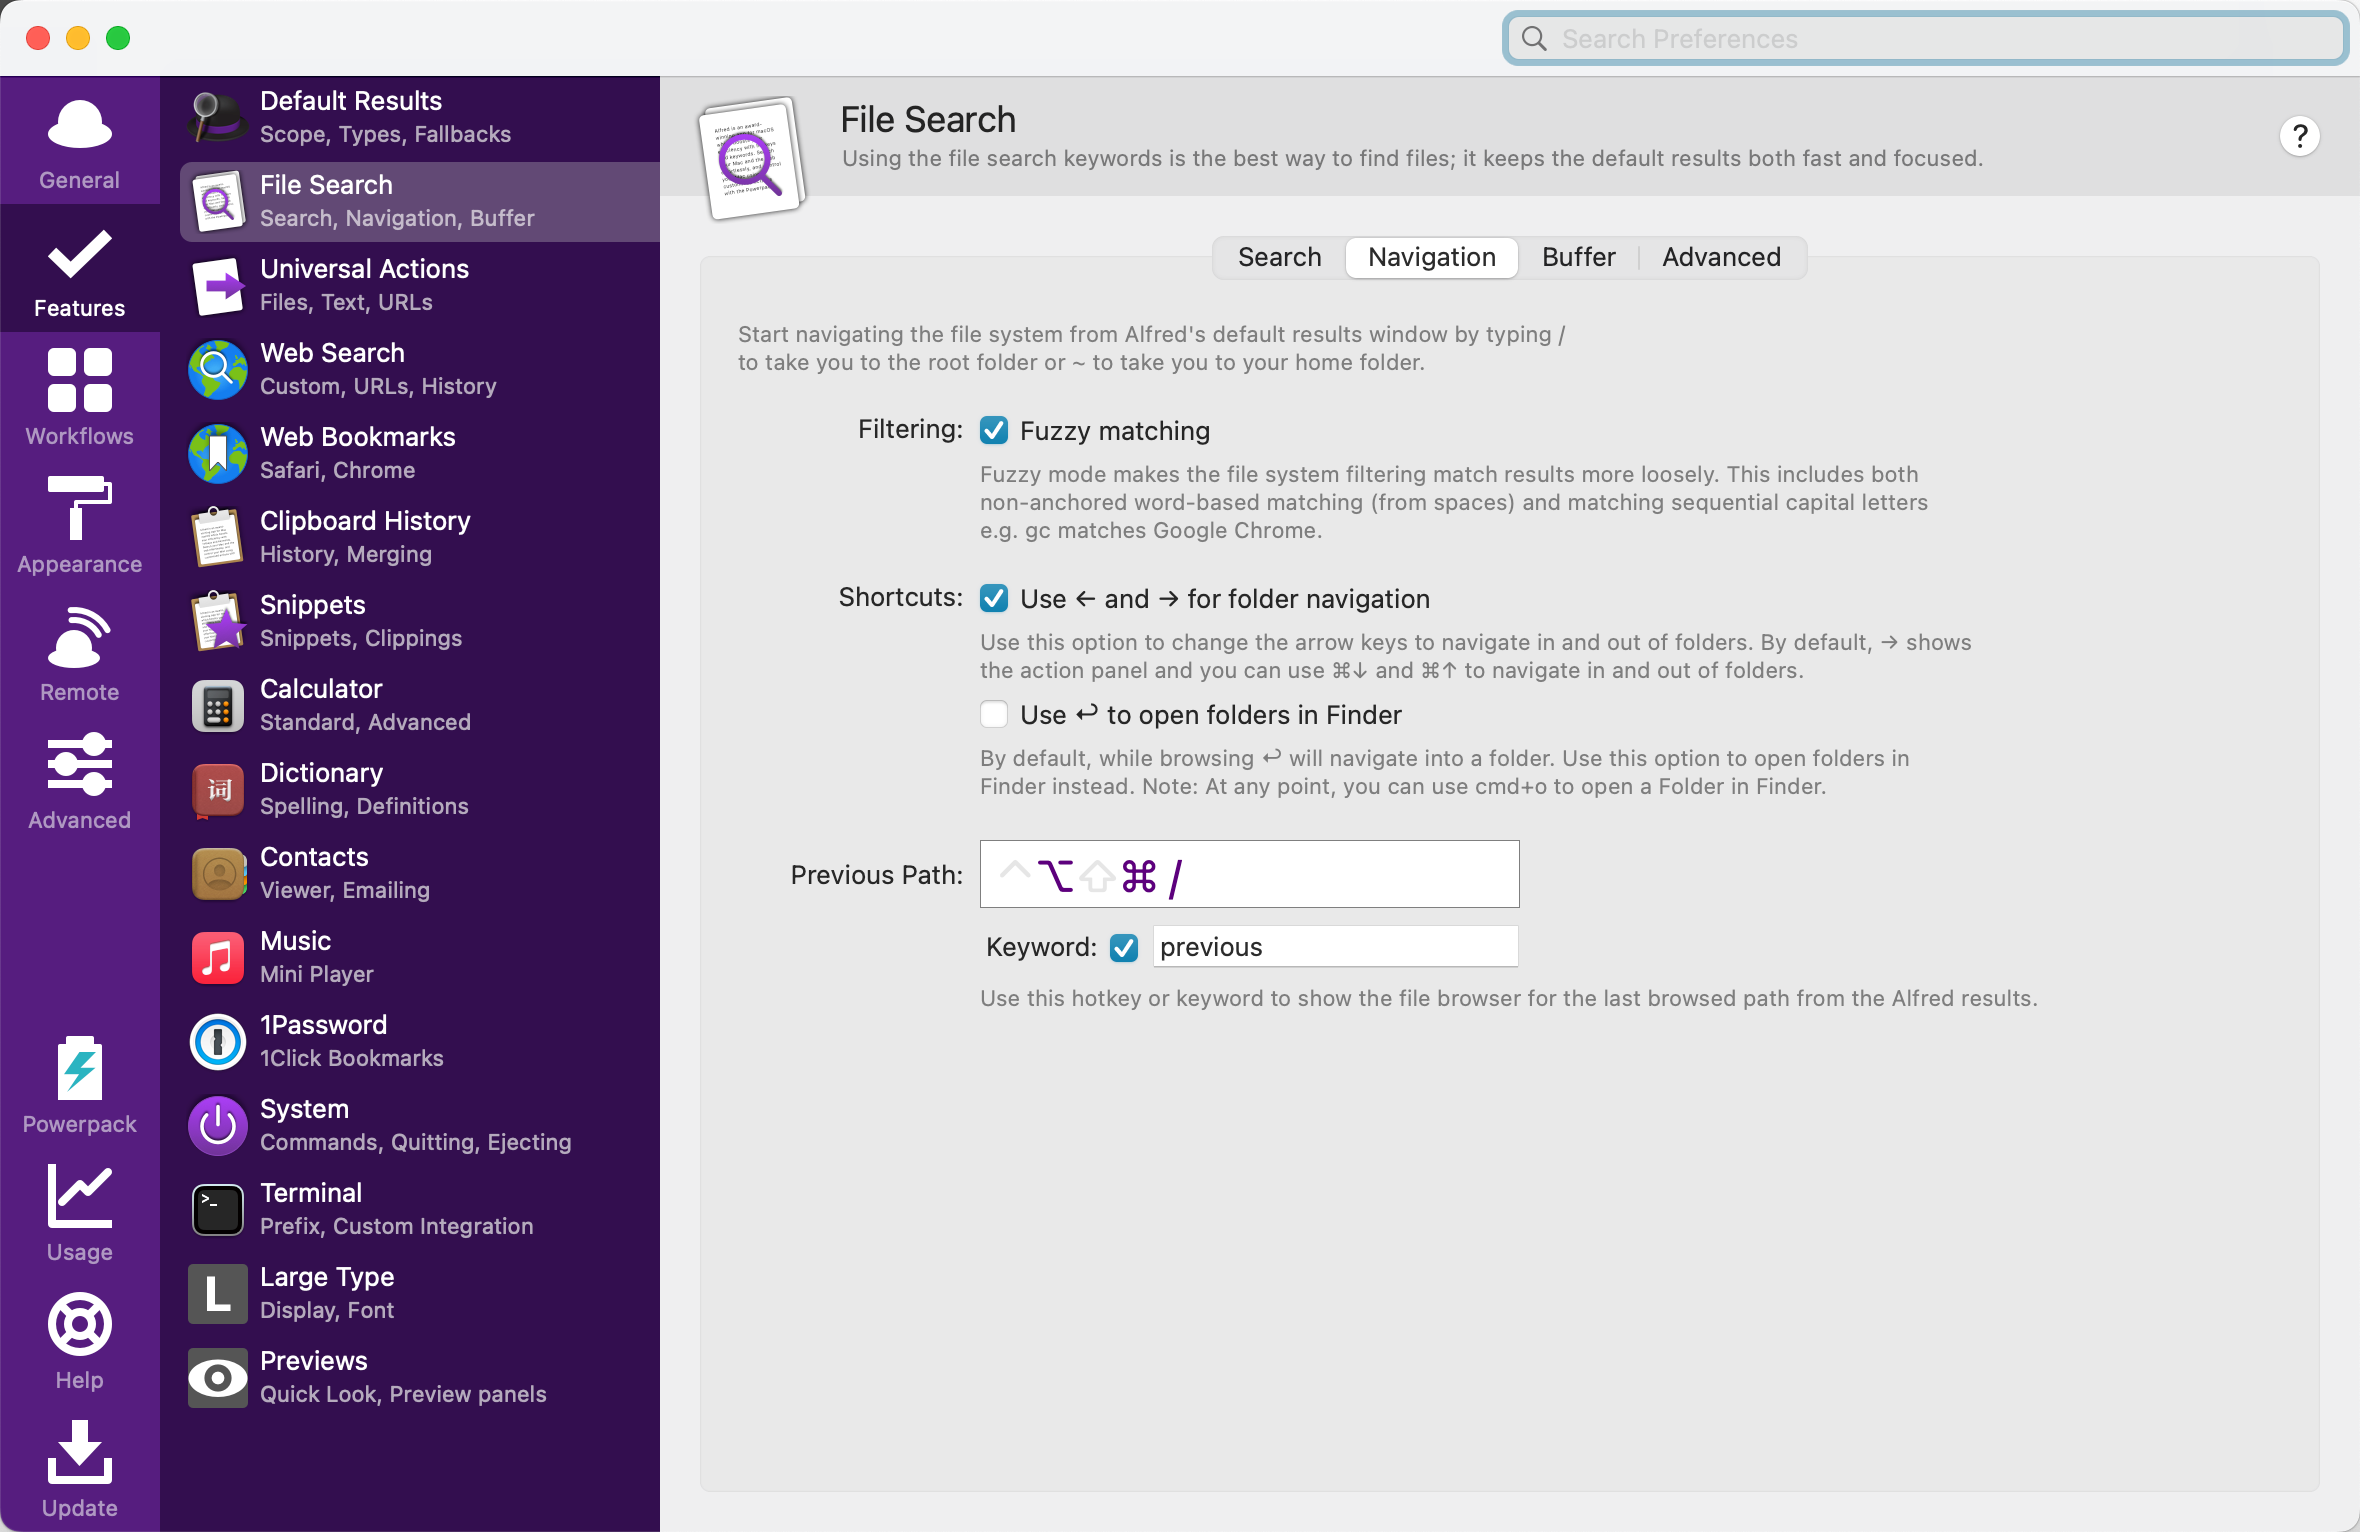 Search Preferences
General
Features
Workflows
Appearance
Remote
Advanced
Powerpack
Usage
Help
Update
Default Results
Scope, Types, Fallbacks
File Search
Search, Navigation, Buffer
Universal Actions
Files, Text, URLs
Web Search
Custom, URLs, History
Web Bookmarks
Safari, Chrome
Clipboard History
History, Merging
Snippets
Snippets, Clippings
Calculator
Standard, Advanced
词
Dictionary
Spelling, Definitions
Contacts
Viewer, Emailing
Music
Mini Player
1Password
1Click Bookmarks
System
Commands, Quitting, Ejecting
>_
Terminal
Prefix, Custom Integration
L
Large Type
Display, Font
Previews
Quick Look, Preview panels
File Search
Using the file search keywords is the best way to find files; it keeps the default results both fast and focused.
?
Search Navigation Buffer Advanced
Start navigating the file system from Alfred's default results window by typing /
to take you to the root folder or ~ to take you to your home folder.
Filtering: Fuzzy matching
Fuzzy mode makes the file system filtering match results more loosely. This includes both
non-anchored word-based matching (from spaces) and matching sequential capital letters
e.g. gc matches Google Chrome.
Shortcuts: Use ← and → for folder navigation
Use this option to change the arrow keys to navigate in and out of folders. By default, → shows
the action panel and you can use ⌘↓ and ⌘↑ to navigate in and out of folders.
Use ↩ to open folders in Finder
By default, while browsing ↩ will navigate into a folder. Use this option to open folders in
Finder instead. Note: At any point, you can use cmd+o to open a Folder in Finder.
Previous Path: ^⌥⇧⌘ /
Keyword: previous
Use this hotkey or keyword to show the file browser for the last browsed path from the Alfred results.